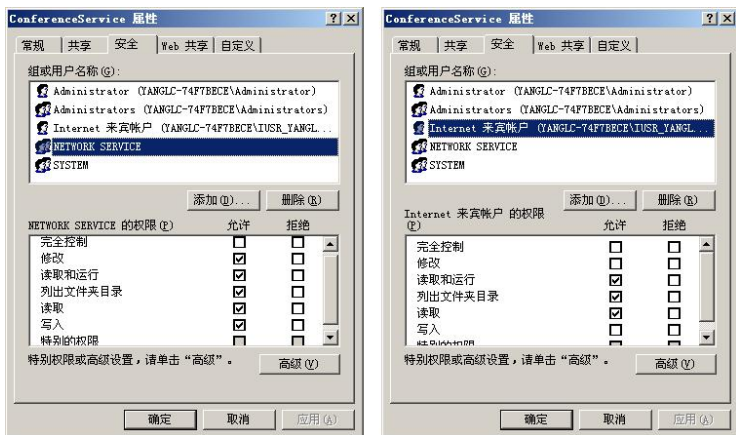 ConferenceService 属性
常规 共享 安全 Web 共享 自定义
组或用户名称(G):
Administrator (YANGLC-74F7BECE\Administrator)
Administrators (YANGLC-74F7BECE\Administrators)
Internet 来宾帐户 (YANGLC-74F7BECE\IUSR_YANGL...
NETWORK SERVICE
SYSTEM
添加(D)... 删除(R)
NETWORK SERVICE 的权限(P) 允许 拒绝
完全控制
修改
读取和运行
列出文件夹目录
读取
写入
特别的权限
特别权限或高级设置，请单击“高级”。
高级(V)
确定 取消 应用(A)
ConferenceService 属性
常规 共享 安全 Web 共享 自定义
组或用户名称(G):
Administrator (YANGLC-74F7BECE\Administrator)
Administrators (YANGLC-74F7BECE\Administrators)
Internet 来宾帐户 (YANGLC-74F7BECE\IUSR_YANGL...
NETWORK SERVICE
SYSTEM
添加(D)... 删除(R)
Internet 来宾帐户 的权限
(P) 允许 拒绝
完全控制
修改
读取和运行
列出文件夹目录
读取
写入
特别的权限
特别权限或高级设置，请单击“高级”。
高级(V)
确定 取消 应用(A)